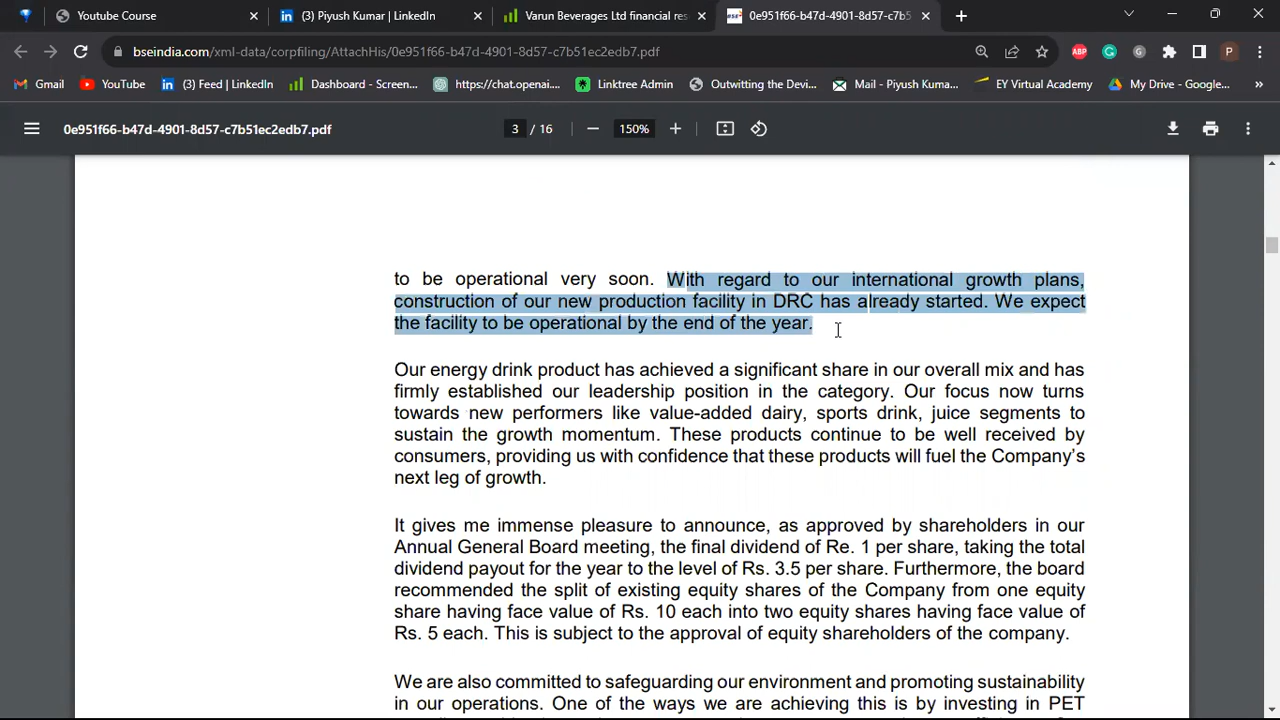 Youtube Course
(3) Piyush Kumar | LinkedIn
Varun Beverages Ltd financial res
0e951f66-b47d-4901-8d57-c7b5
bseindia.com/xml-data/corpfiling/AttachHis/0e951f66-b47d-4901-8d57-c7b51ec2edb7.pdf
ABP
P
Gmail
YouTube
(3) Feed | LinkedIn
Dashboard - Screen...
https://chat.openai....
Linktree Admin
Outwitting the Devi...
Mail - Piyush Kuma...
EY Virtual Academy
My Drive - Google...
»
0e951f66-b47d-4901-8d57-c7b51ec2edb7.pdf
3 / 16
150%
to be operational very soon. With regard to our international growth plans,
construction of our new production facility in DRC has already started. We expect
the facility to be operational by the end of the year.
Our energy drink product has achieved a significant share in our overall mix and has
firmly established our leadership position in the category. Our focus now turns
towards new performers like value-added dairy, sports drink, juice segments to
sustain the growth momentum. These products continue to be well received by
consumers, providing us with confidence that these products will fuel the Company's
next leg of growth.
It gives me immense pleasure to announce, as approved by shareholders in our
Annual General Board meeting, the final dividend of Re. 1 per share, taking the total
dividend payout for the year to the level of Rs. 3.5 per share. Furthermore, the board
recommended the split of existing equity shares of the Company from one equity
share having face value of Rs. 10 each into two equity shares having face value of
Rs. 5 each. This is subject to the approval of equity shareholders of the company.
We are also committed to safeguarding our environment and promoting sustainability
in our operations. One of the ways we are achieving this is by investing in PET